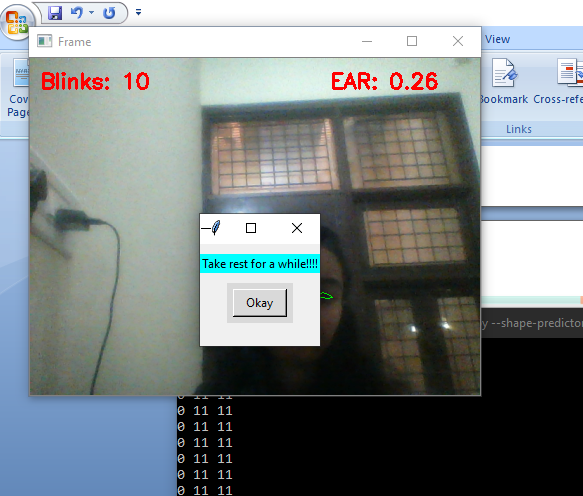 View
Frame
Blinks: 10
EAR: 0.26
Cov
Page
Bookmark
Cross-refe
Links
Take rest for a while!!!!
Okay
y --shape-predicto
0 11 11
0 11 11
0 11 11
0 11 11
0 11 11
0 11 11
0 11 11